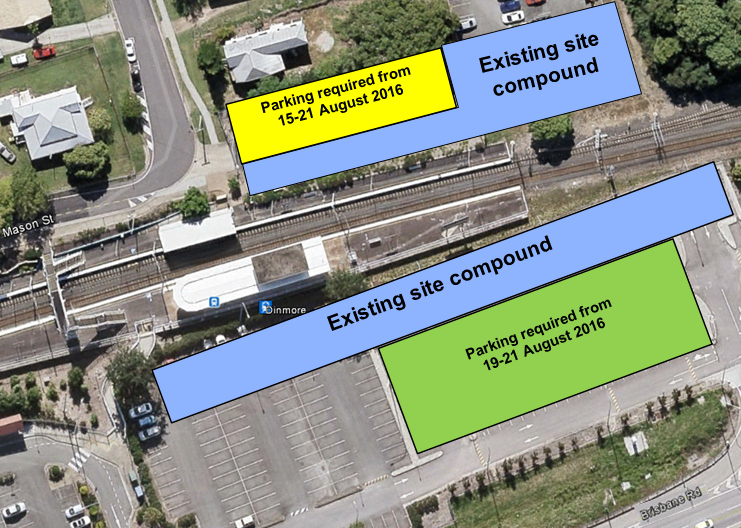 Existing site
compound
Parking required from
15-21 August 2016
Mason St
Existing site compound
Dinmore
Parking required from
19-21 August 2016
Brisbane Rd